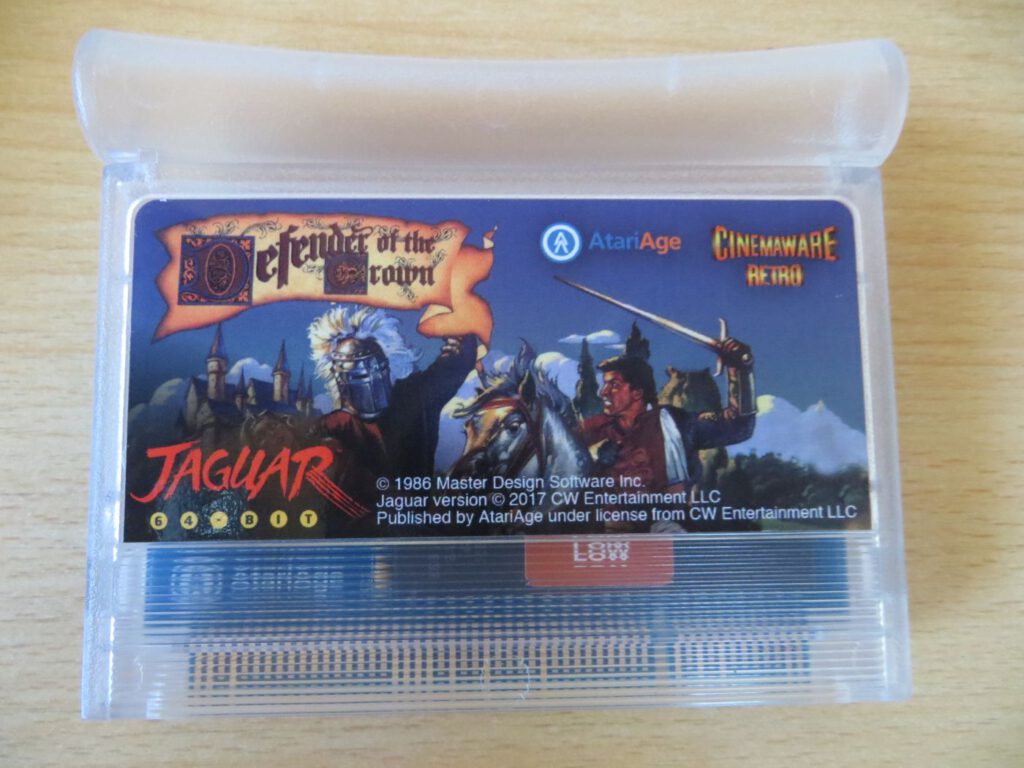 Defender of the
Crown
AtariAge
CINEMAWARE
RETRO
JAGUAR
64-BIT
© 1986 Master Design Software Inc.
Jaguar version © 2017 CW Entertainment LLC
Published by AtariAge under license from CW Entertainment LLC
LOW
AtariAge